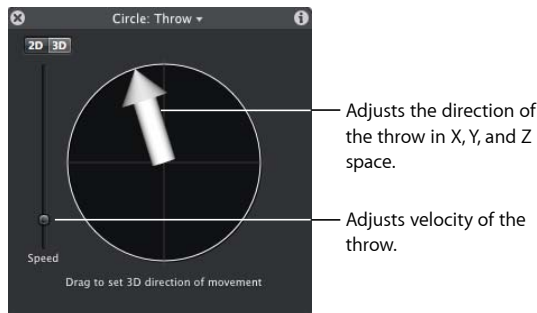 Circle: Throw
2D 3D
Adjusts the direction of
the throw in X, Y, and Z
space.
Adjusts velocity of the
throw.
Speed
Drag to set 3D direction of movement